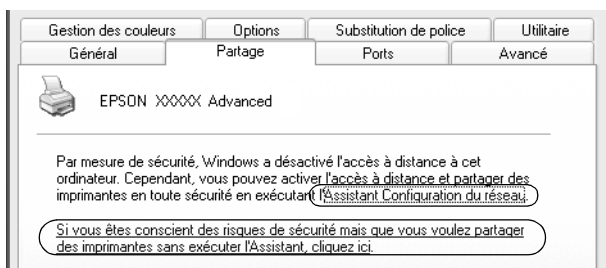 Gestion des couleurs Options Substitution de police Utilitaire
Général Partage Ports Avancé
EPSON XXXXX Advanced
Par mesure de sécurité, Windows a désactivé l'accès à distance à cet
ordinateur. Cependant, vous pouvez activer l'accès à distance et partager des
imprimantes en toute sécurité en exécutant l'Assistant Configuration du réseau.
Si vous êtes conscient des risques de sécurité mais que vous voulez partager
des imprimantes sans exécuter l'Assistant, cliquez ici.